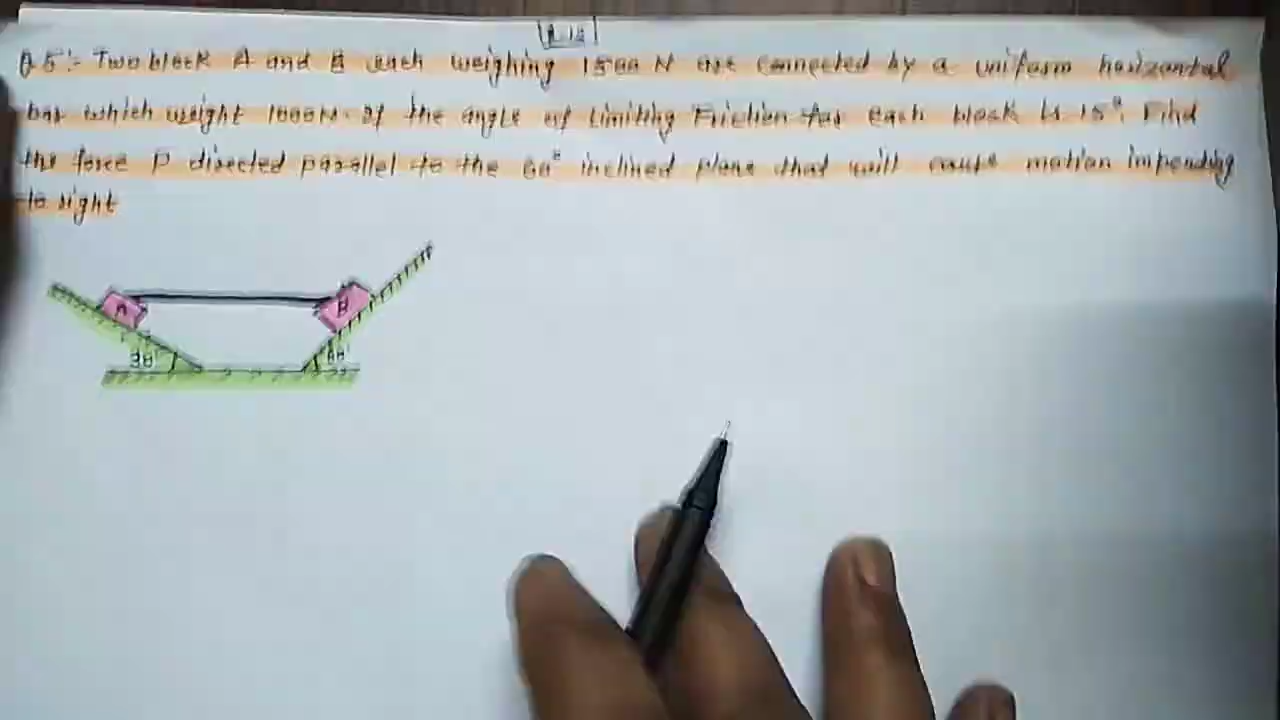 Q 5:- Two block A and B each weighing 1500 N are connected by a uniform horizontal
bar which weight 1000N. If the angle of Limiting Friction for each block is 15°. Find
the force P directed parallel to the 60° inclined plane that will cause motion impending
to right
A
B
30°
60°